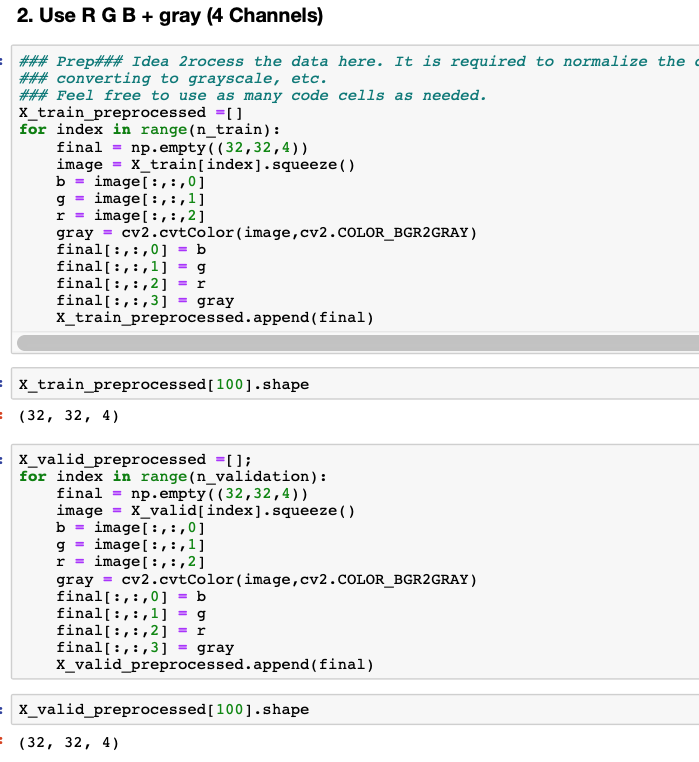 2. Use R G B + gray (4 Channels)
### Prep### Idea 2rocess the data here. It is required to normalize the
### converting to grayscale, etc.
### Feel free to use as many code cells as needed.
X_train_preprocessed =[]
for index in range(n_train):
    final = np.empty((32,32,4))
    image = X_train[index].squeeze()
    b = image[:,:,0]
    g = image[:,:,1]
    r = image[:,:,2]
    gray = cv2.cvtColor(image,cv2.COLOR_BGR2GRAY)
    final[:,:,0] = b
    final[:,:,1] = g
    final[:,:,2] = r
    final[:,:,3] = gray
    X_train_preprocessed.append(final)
X_train_preprocessed[100].shape
(32, 32, 4)
X_valid_preprocessed =[];
for index in range(n_validation):
    final = np.empty((32,32,4))
    image = X_valid[index].squeeze()
    b = image[:,:,0]
    g = image[:,:,1]
    r = image[:,:,2]
    gray = cv2.cvtColor(image,cv2.COLOR_BGR2GRAY)
    final[:,:,0] = b
    final[:,:,1] = g
    final[:,:,2] = r
    final[:,:,3] = gray
    X_valid_preprocessed.append(final)
X_valid_preprocessed[100].shape
(32, 32, 4)